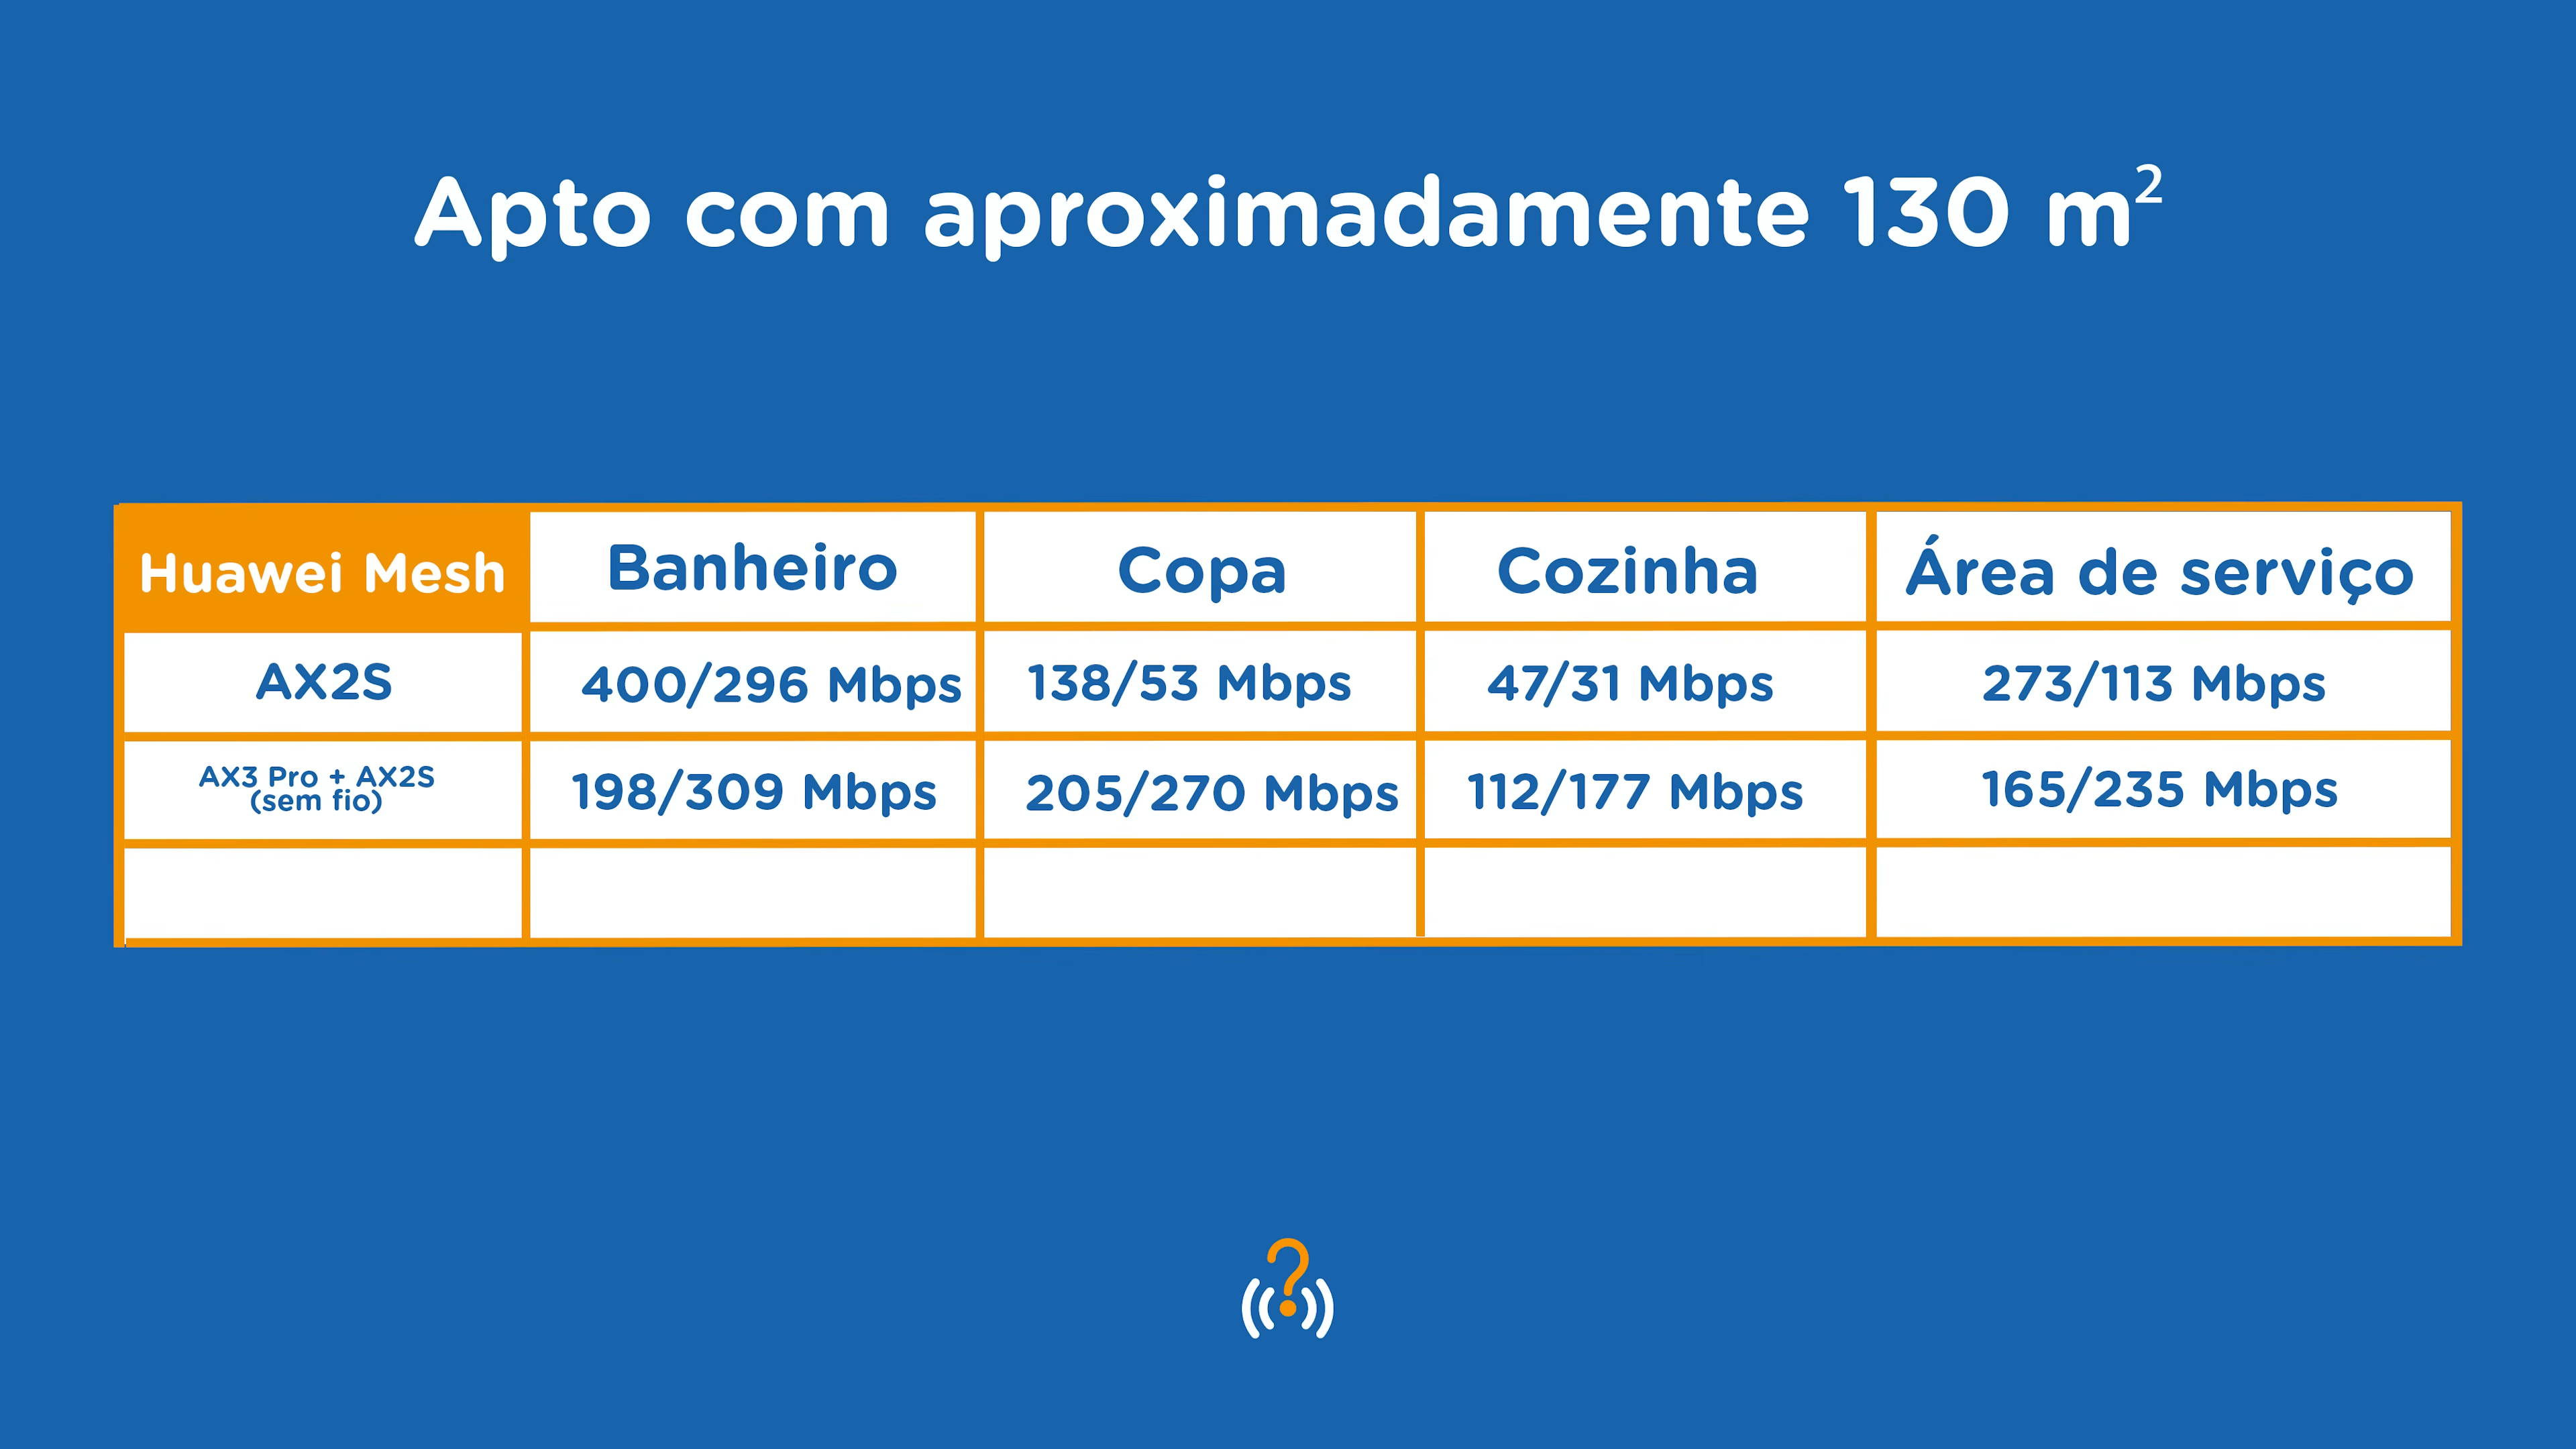 Apto com aproximadamente 130 m²
Huawei Mesh Banheiro Copa Cozinha Área de serviço
AX2S 400/296 Mbps 138/53 Mbps 47/31 Mbps 273/113 Mbps
AX3 Pro + AX2S
(sem fio) 198/309 Mbps 205/270 Mbps 112/177 Mbps 165/235 Mbps